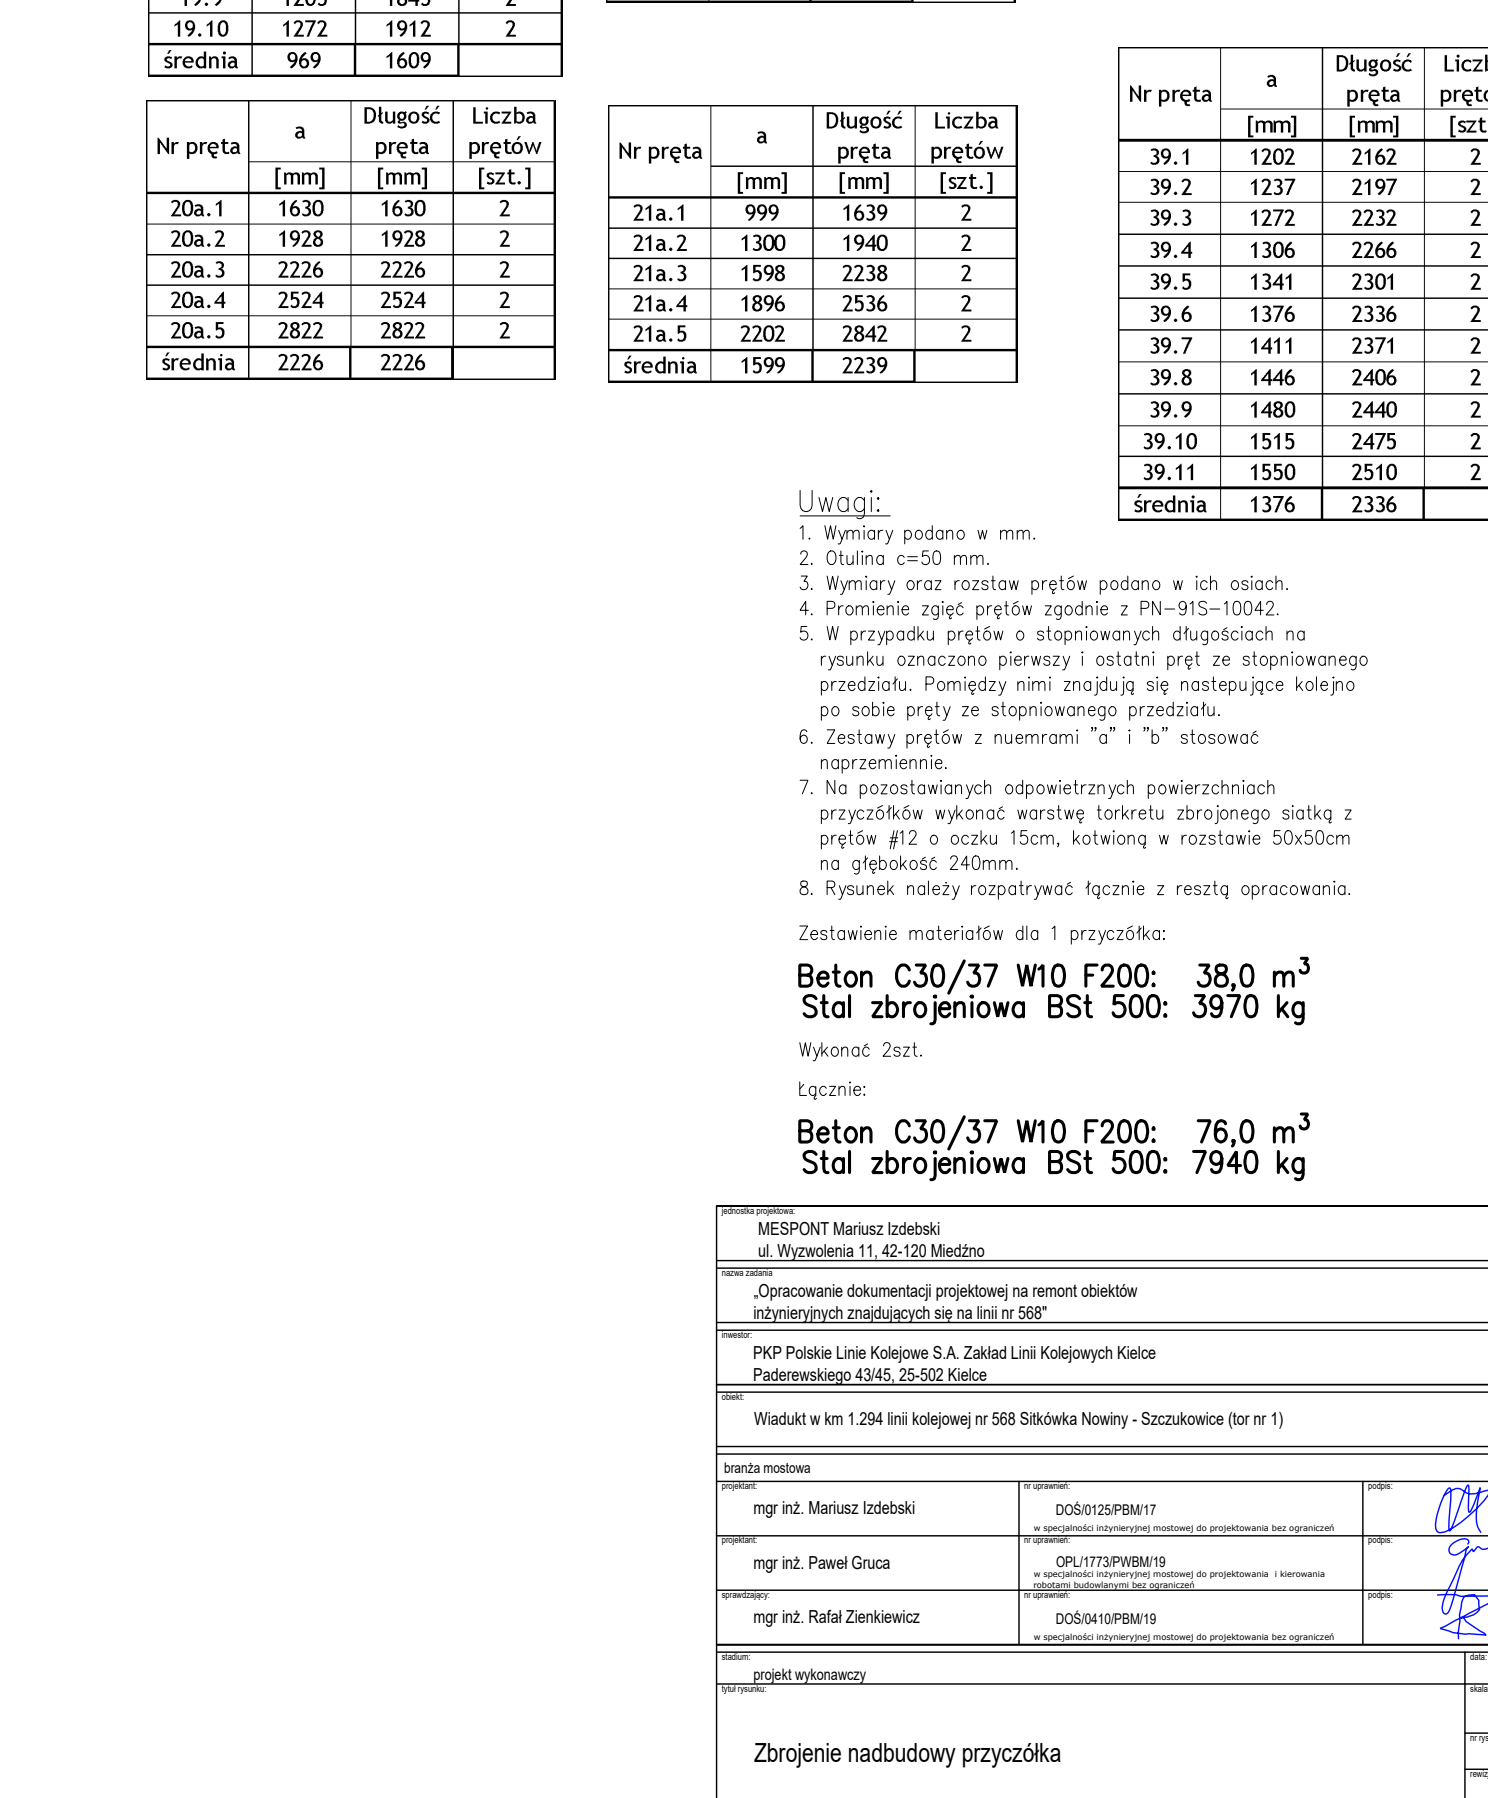 19.10 1272 1912 2
średnia 969 1609
Nr pręta a Długość pręta Liczba prętów
[mm] [mm] [szt.]
20a.1 1630 1630 2
20a.2 1928 1928 2
20a.3 2226 2226 2
20a.4 2524 2524 2
20a.5 2822 2822 2
średnia 2226 2226
Nr pręta a Długość pręta Liczba prętów
[mm] [mm] [szt.]
21a.1 999 1639 2
21a.2 1300 1940 2
21a.3 1598 2238 2
21a.4 1896 2536 2
21a.5 2202 2842 2
średnia 1599 2239
Nr pręta a Długość pręta
[mm] [mm]
39.1 1202 2162 2
39.2 1237 2197 2
39.3 1272 2232 2
39.4 1306 2266 2
39.5 1341 2301 2
39.6 1376 2336 2
39.7 1411 2371 2
39.8 1446 2406 2
39.9 1480 2440 2
39.10 1515 2475 2
39.11 1550 2510 2
średnia 1376 2336
Uwagi:
1. Wymiary podano w mm.
2. Otulina c=50 mm.
3. Wymiary oraz rozstaw prętów podano w ich osiach.
4. Promienie zgięć prętów zgodnie z PN-91S-10042.
5. W przypadku prętów o stopniowanych długościach na
rysunku oznaczono pierwszy i ostatni pręt ze stopniowanego
przedziału. Pomiędzy nimi znajdują się nastepujące kolejno
po sobie pręty ze stopniowanego przedziału.
6. Zestawy prętów z nuemrami "a" i "b" stosować
naprzemiennie.
7. Na pozostawianych odpowietrznych powierzchniach
przyczółków wykonać warstwę torkretu zbrojonego siatką z
prętów #12 o oczku 15cm, kotwioną w rozstawie 50x50cm
na głębokość 240mm.
8. Rysunek należy rozpatrywać łącznie z resztą opracowania.
Zestawienie materiałów dla 1 przyczółka:
Beton C30/37 W10 F200: 38,0 m³
Stal zbrojeniowa BSt 500: 3970 kg
Wykonać 2szt.
Łącznie:
Beton C30/37 W10 F200: 76,0 m³
Stal zbrojeniowa BSt 500: 7940 kg
jednostka projektowa:
MESPONT Mariusz Izdebski
ul. Wyzwolenia 11, 42-120 Miedźno
nazwa zadania
„Opracowanie dokumentacji projektowej na remont obiektów
inżynieryjnych znajdujących się na linii nr 568"
inwestor:
PKP Polskie Linie Kolejowe S.A. Zakład Linii Kolejowych Kielce
Paderewskiego 43/45, 25-502 Kielce
obiekt:
Wiadukt w km 1.294 linii kolejowej nr 568 Sitkówka Nowiny - Szczukowice (tor nr 1)
branża mostowa
projektant: nr uprawnień: podpis:
mgr inż. Mariusz Izdebski DOŚ/0125/PBM/17
w specjalności inżynieryjnej mostowej do projektowania bez ograniczeń
projektant: nr uprawnień: podpis:
mgr inż. Paweł Gruca OPL/1773/PWBM/19
w specjalności inżynieryjnej mostowej do projektowania i kierowania
robotami budowlanymi bez ograniczeń
sprawdzający: nr uprawnień: podpis:
mgr inż. Rafał Zienkiewicz DOŚ/0410/PBM/19
w specjalności inżynieryjnej mostowej do projektowania bez ograniczeń
stadium: data:
projekt wykonawczy
tytuł rysunku: skala
Zbrojenie nadbudowy przyczółka